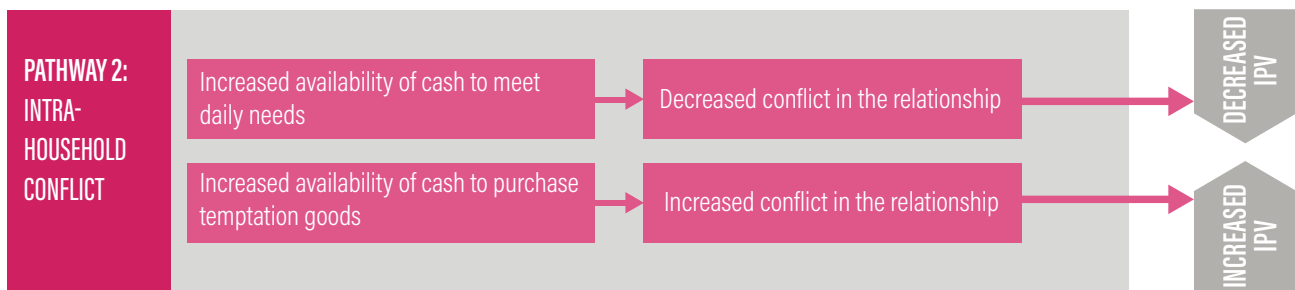 PATHWAY 2:
INTRA-
HOUSEHOLD
CONFLICT
Increased availability of cash to meet
daily needs
Decreased conflict in the relationship
DECREASED
IPV
Increased availability of cash to purchase
temptation goods
Increased conflict in the relationship
INCREASED
IPV